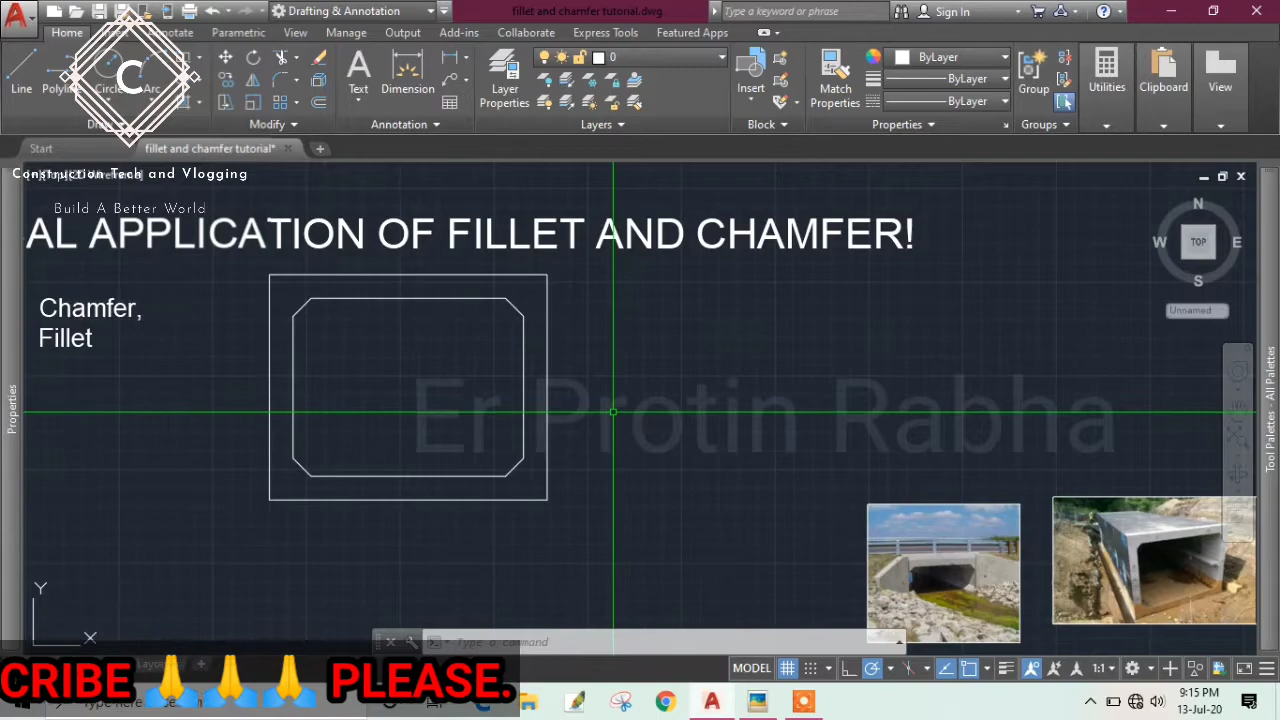 Drafting & Annotation
fillet and chamfer tutorial.dwg
Type a keyword or phrase
Sign In
Home
Annotate
Parametric
View
Manage
Output
Add-ins
Collaborate
Express Tools
Featured Apps
Line
Polyline
Circle
Arc
Text
Dimension
Layer
Properties
0
Insert
Match
Properties
ByLayer
ByLayer
ByLayer
Group
Utilities
Clipboard
View
Modify
Annotation
Layers
Block
Properties
Groups
C
Start
fillet and chamfer tutorial*
Construction Tech and Vlogging
Build A Better World
AL APPLICATION OF FILLET AND CHAMFER!
Chamfer,
Fillet
N
W
TOP
E
S
Unnamed
Er Protin Rabha
Properties
Tool Palettes - All Palettes
Y
X
Type a command
MODEL
1:1
CRIBE 🙏🙏🙏 PLEASE.
9:15 PM
13-Jul-20